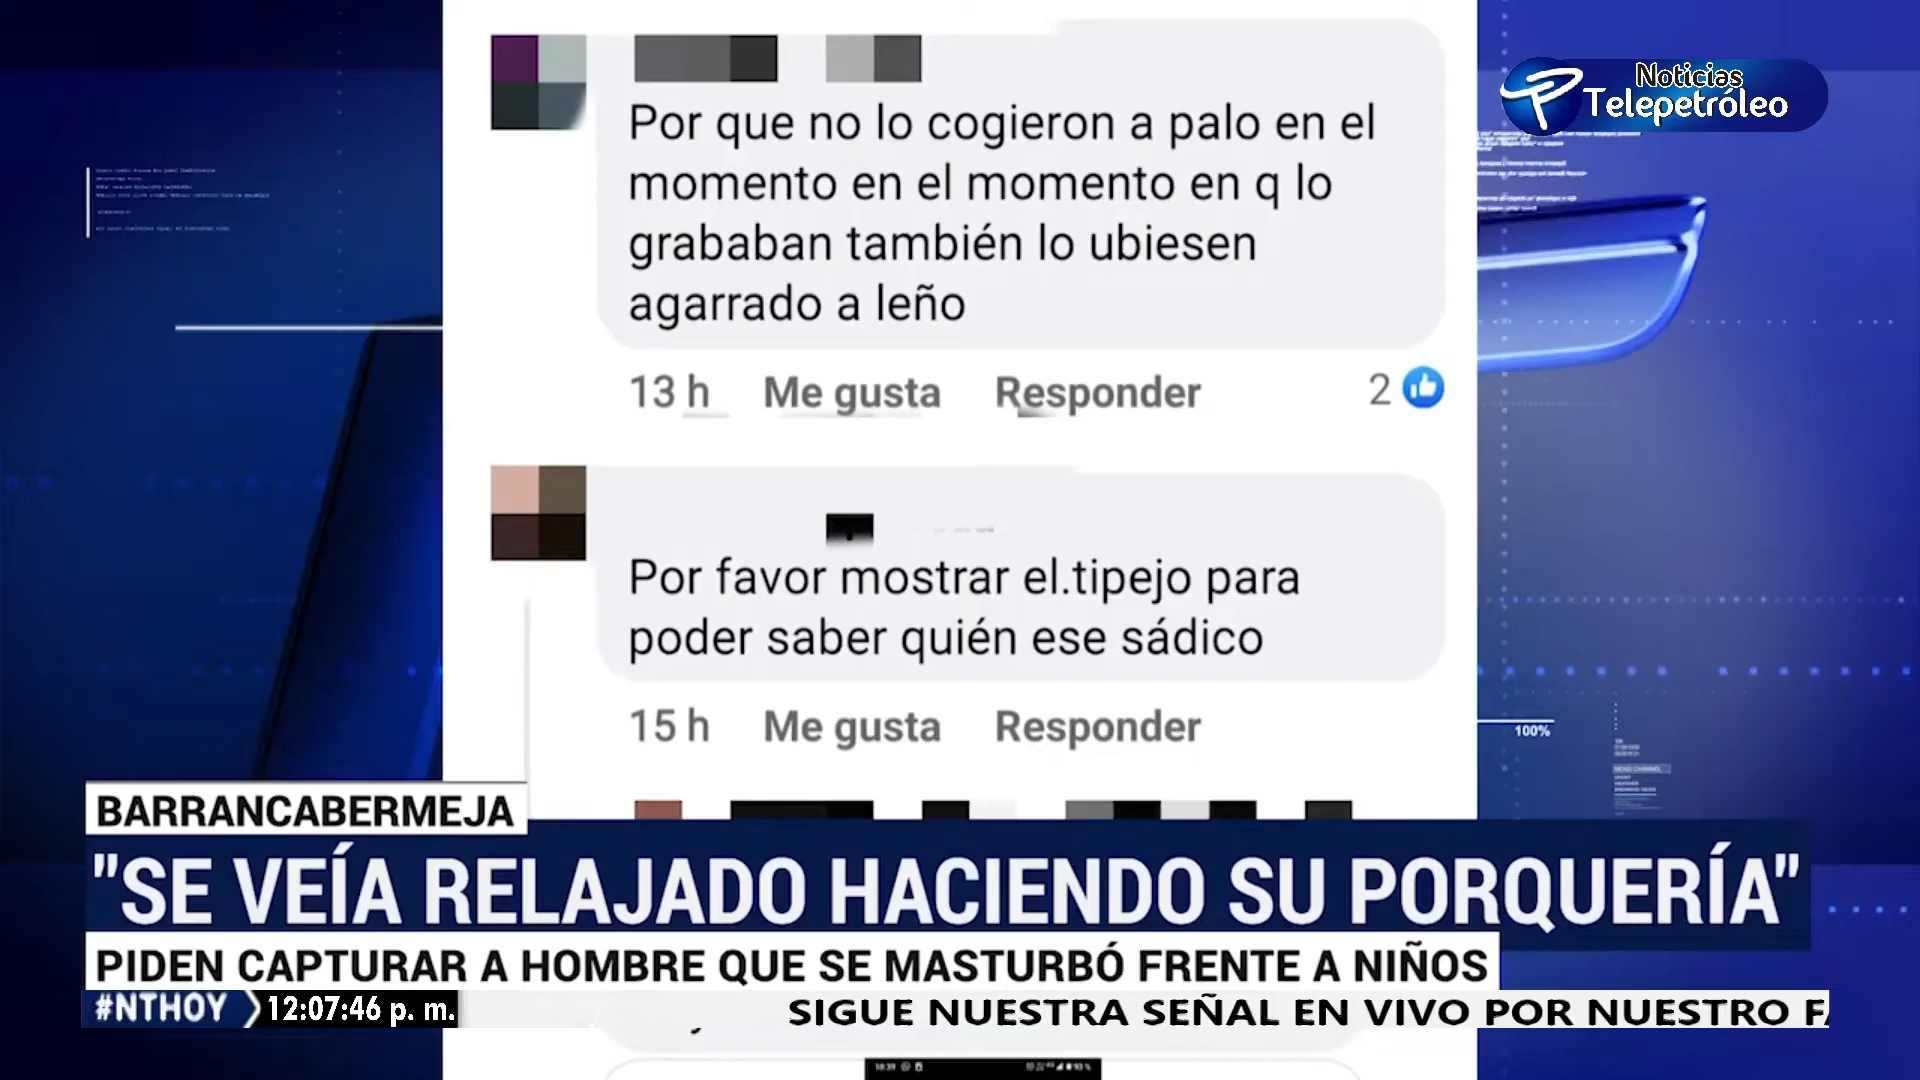 Noticias
Telepetróleo
Por que no lo cogieron a palo en el
momento en el momento en q lo
grababan también lo ubiesen
agarrado a leño
13 h Me gusta Responder 2
Por favor mostrar el.tipejo para
poder saber quién ese sádico
15 h Me gusta Responder
100%
BARRANCABERMEJA
"SE VEÍA RELAJADO HACIENDO SU PORQUERÍA"
PIDEN CAPTURAR A HOMBRE QUE SE MASTURBÓ FRENTE A NIÑOS
#NTHOY 12:07:46 p. m. SIGUE NUESTRA SEÑAL EN VIVO POR NUESTRO
18:39